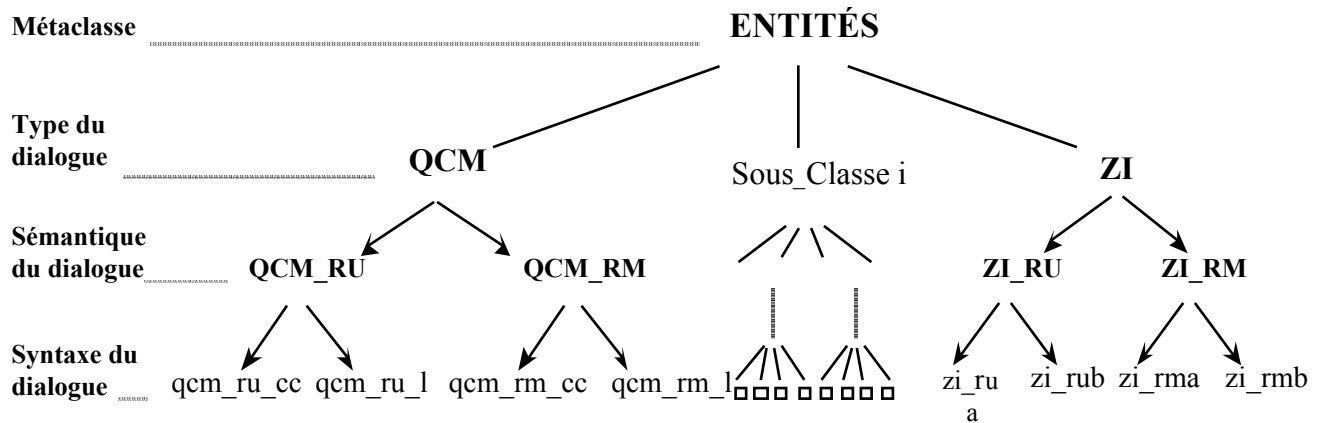 Métaclasse ENTITÉS
Type du
dialogue QCM Sous_Classe i ZI
Sémantique
du dialogue QCM_RU QCM_RM ZI_RU ZI_RM
Syntaxe du
dialogue qcm_ru_cc qcm_ru_l qcm_rm_cc qcm_rm_l zi_ru zi_rub zi_rma zi_rmb
a